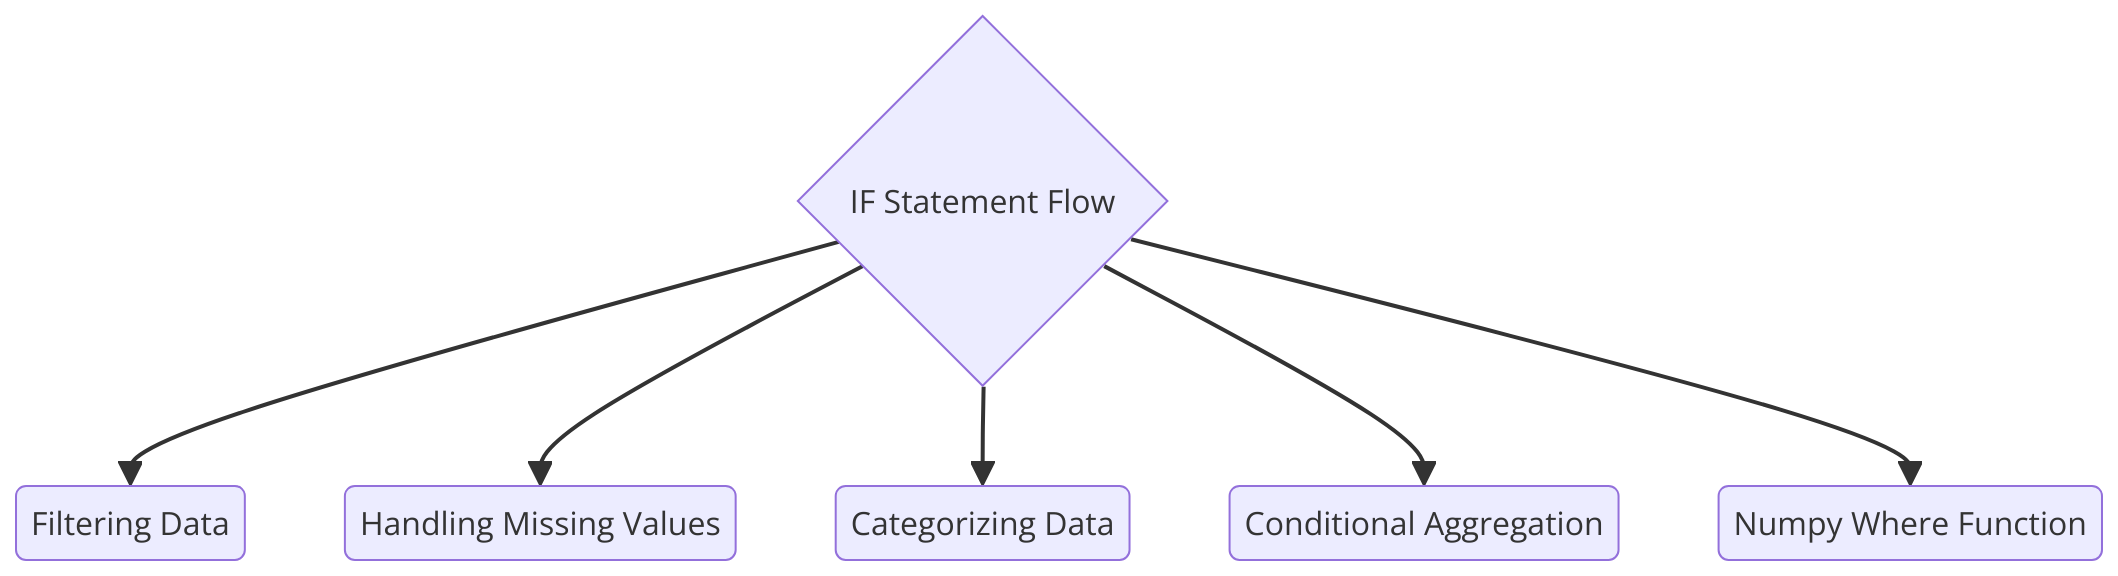 IF Statement Flow
Filtering Data
Handling Missing Values
Categorizing Data
Conditional Aggregation
Numpy Where Function